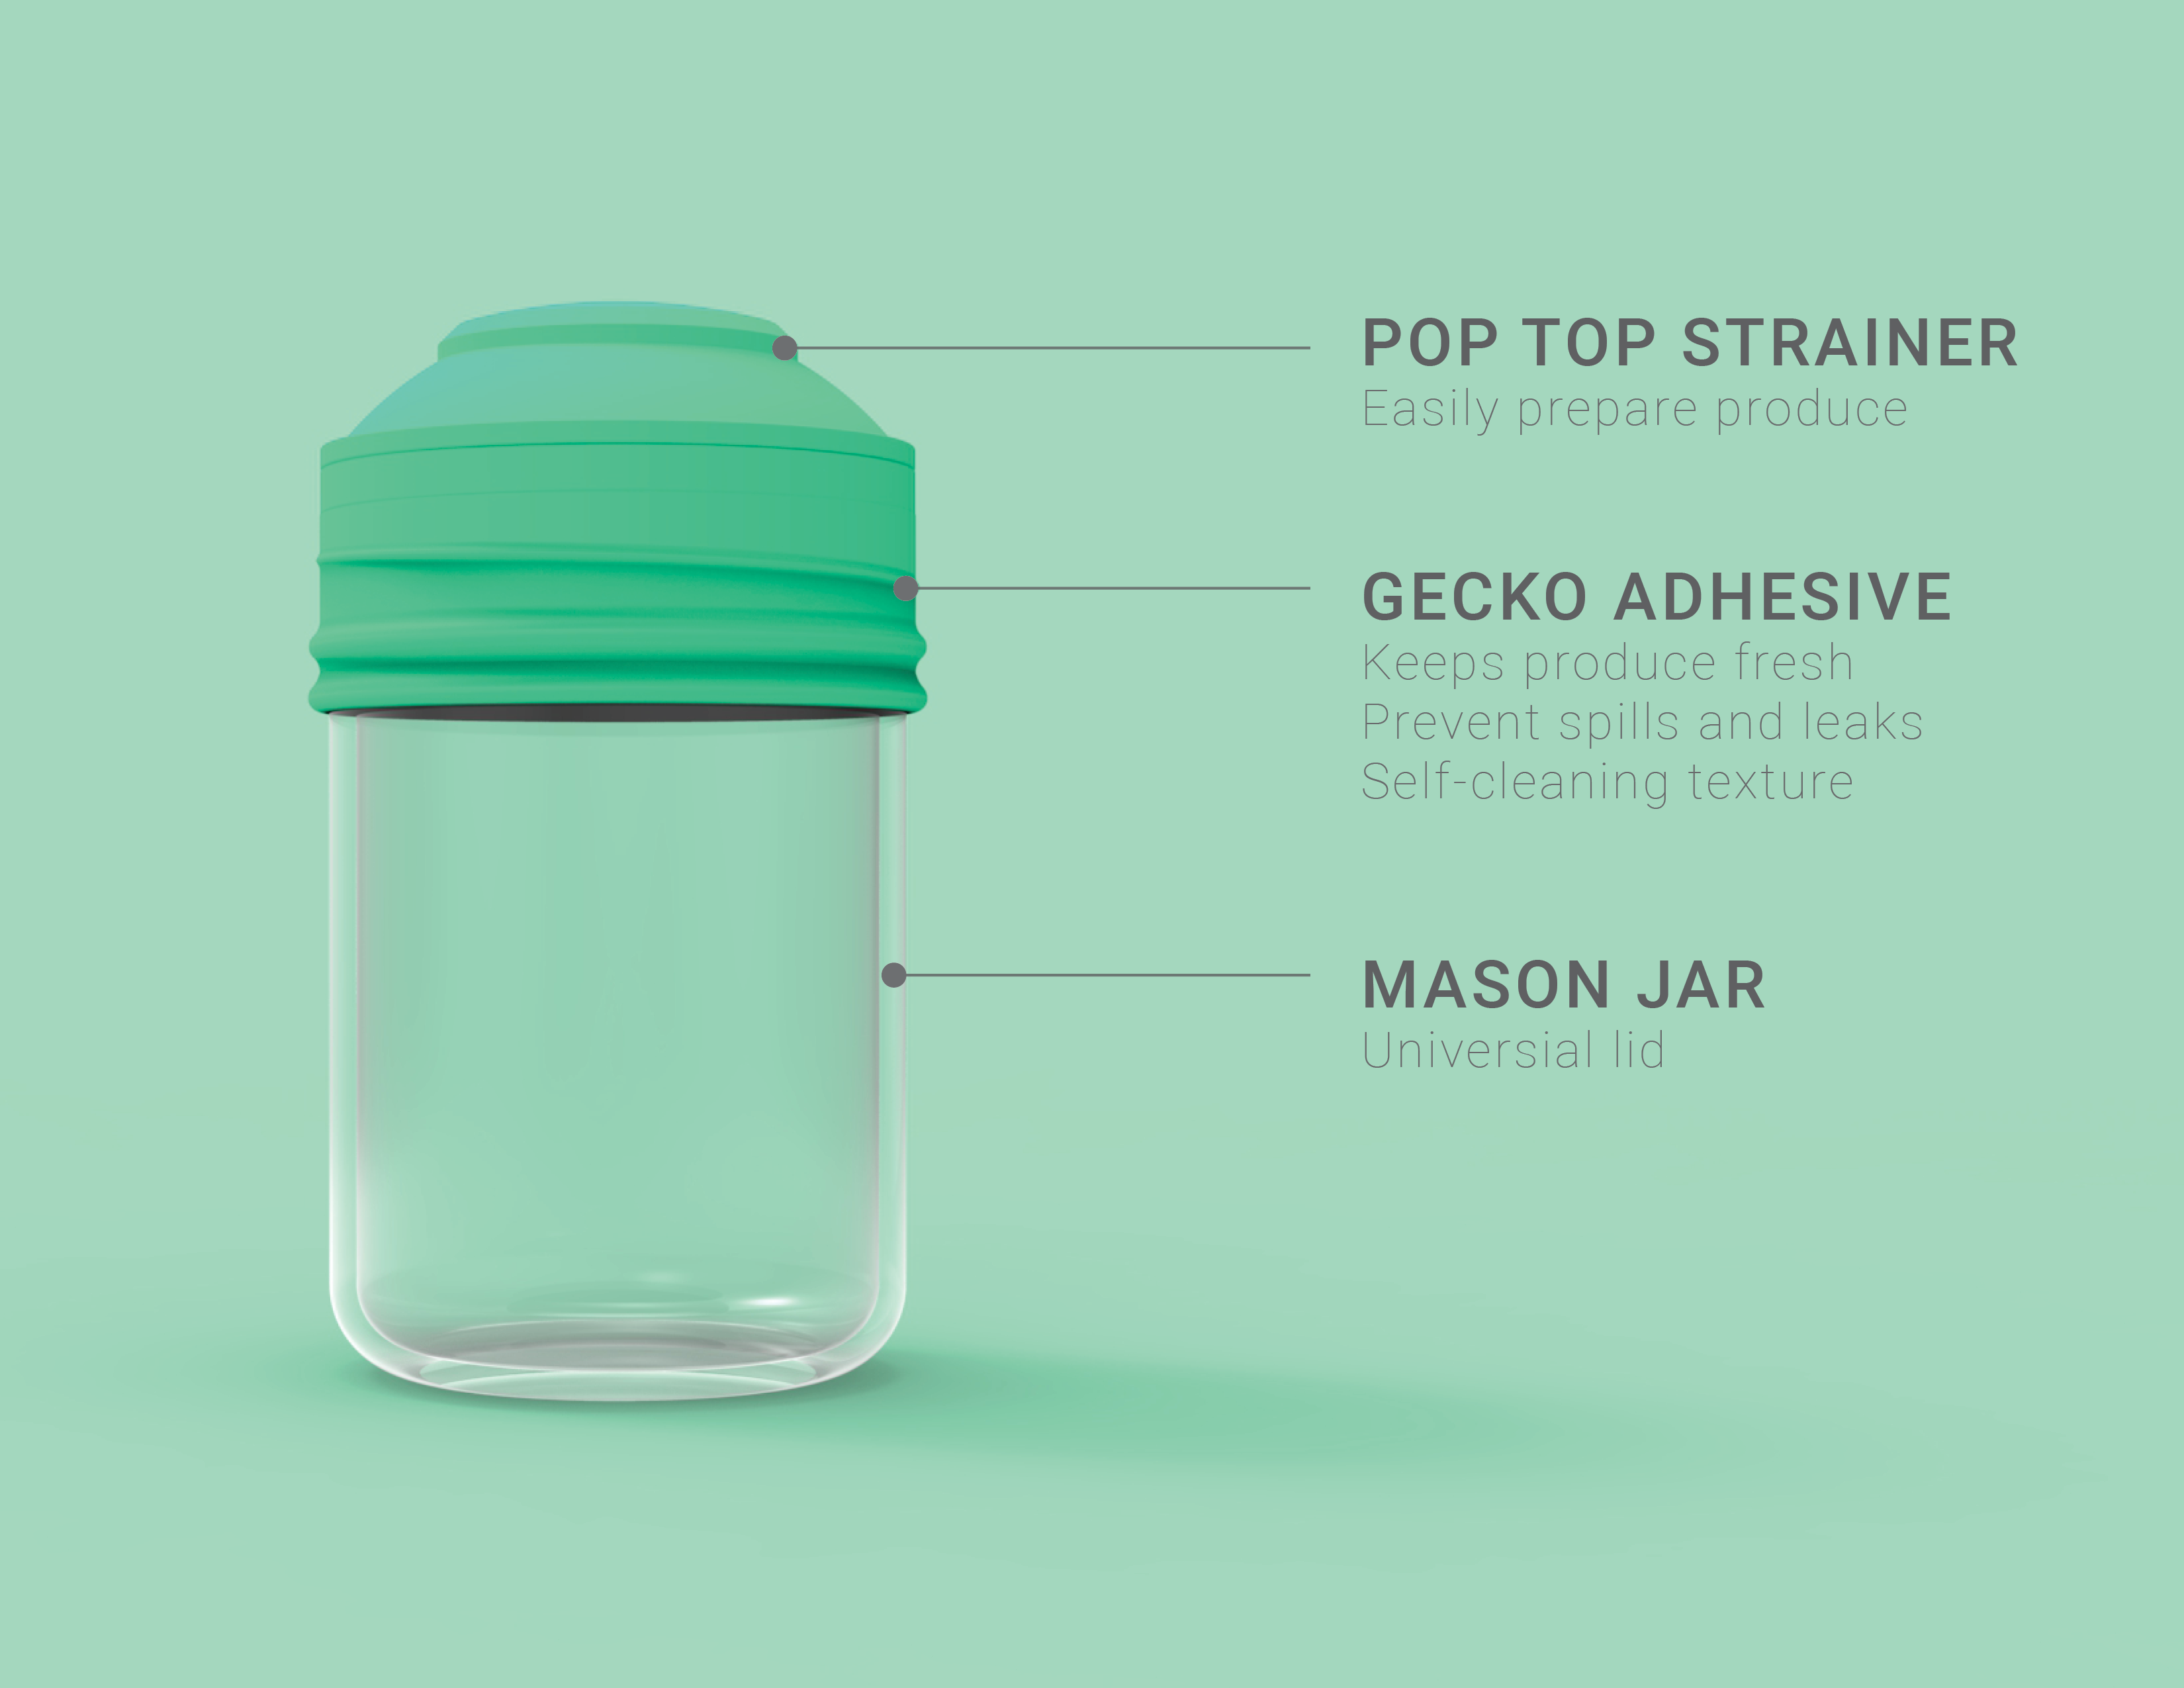 POP TOP STRAINER
Easily prepare produce
GECKO ADHESIVE
Keeps produce fresh
Prevent spills and leaks
Self-cleaning texture
MASON JAR
Universial lid